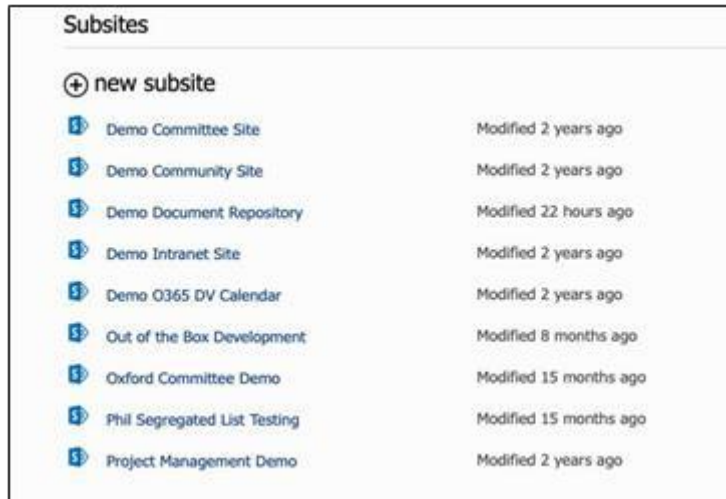 Subsites
new subsite
Demo Committee Site Modified 2 years ago
Demo Community Site Modified 2 years ago
Demo Document Repository Modified 22 hours ago
Demo Intranet Site Modified 2 years ago
Demo O365 DV Calendar Modified 2 years ago
Out of the Box Development Modified 8 months ago
Oxford Committee Demo Modified 15 months ago
Phil Segregated List Testing Modified 15 months ago
Project Management Demo Modified 2 years ago